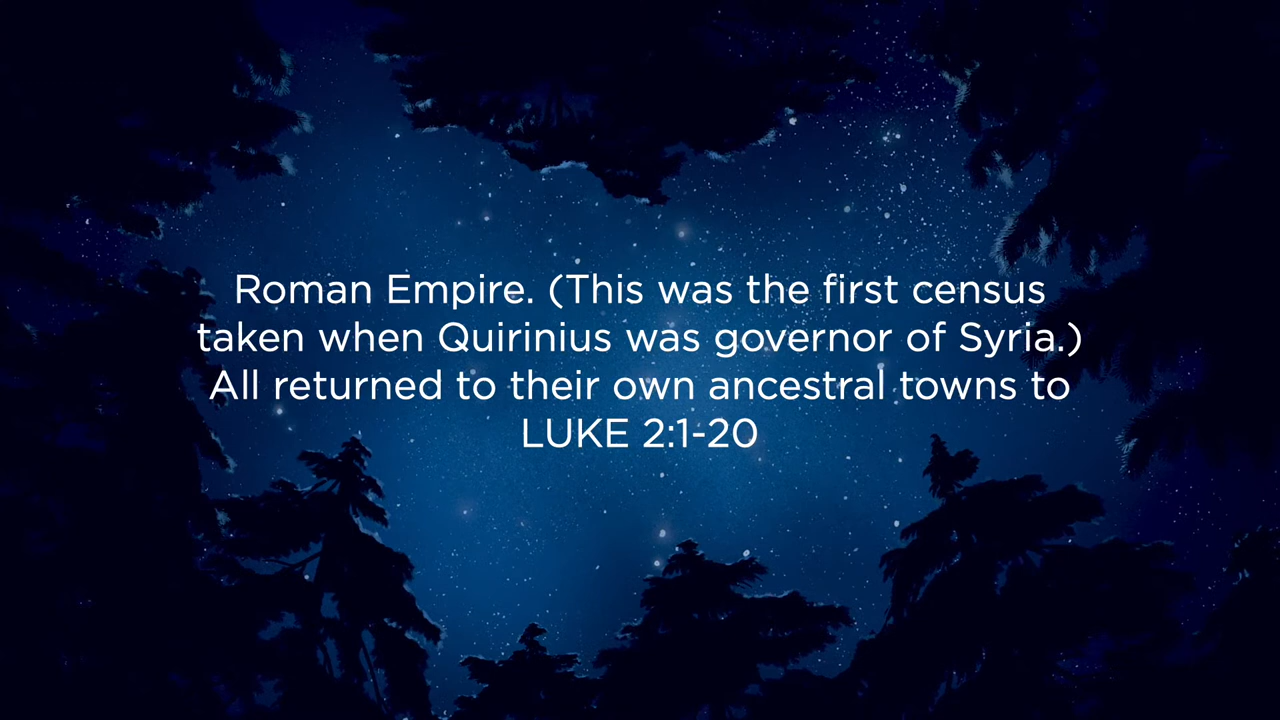 Roman Empire. (This was the first census
taken when Quirinius was governor of Syria.)
All returned to their own ancestral towns to
LUKE 2:1-20